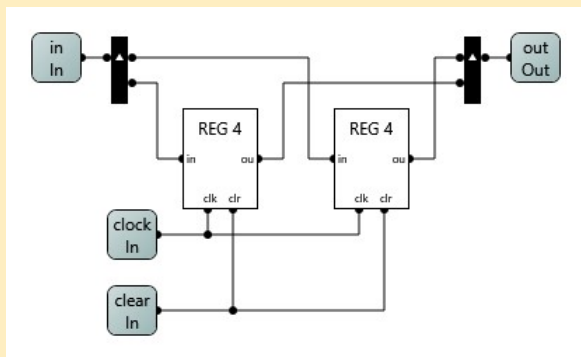 in
In
out
Out
REG 4
REG 4
in
ou
in
ou
clk
clr
clk
clr
clock
In
clear
In